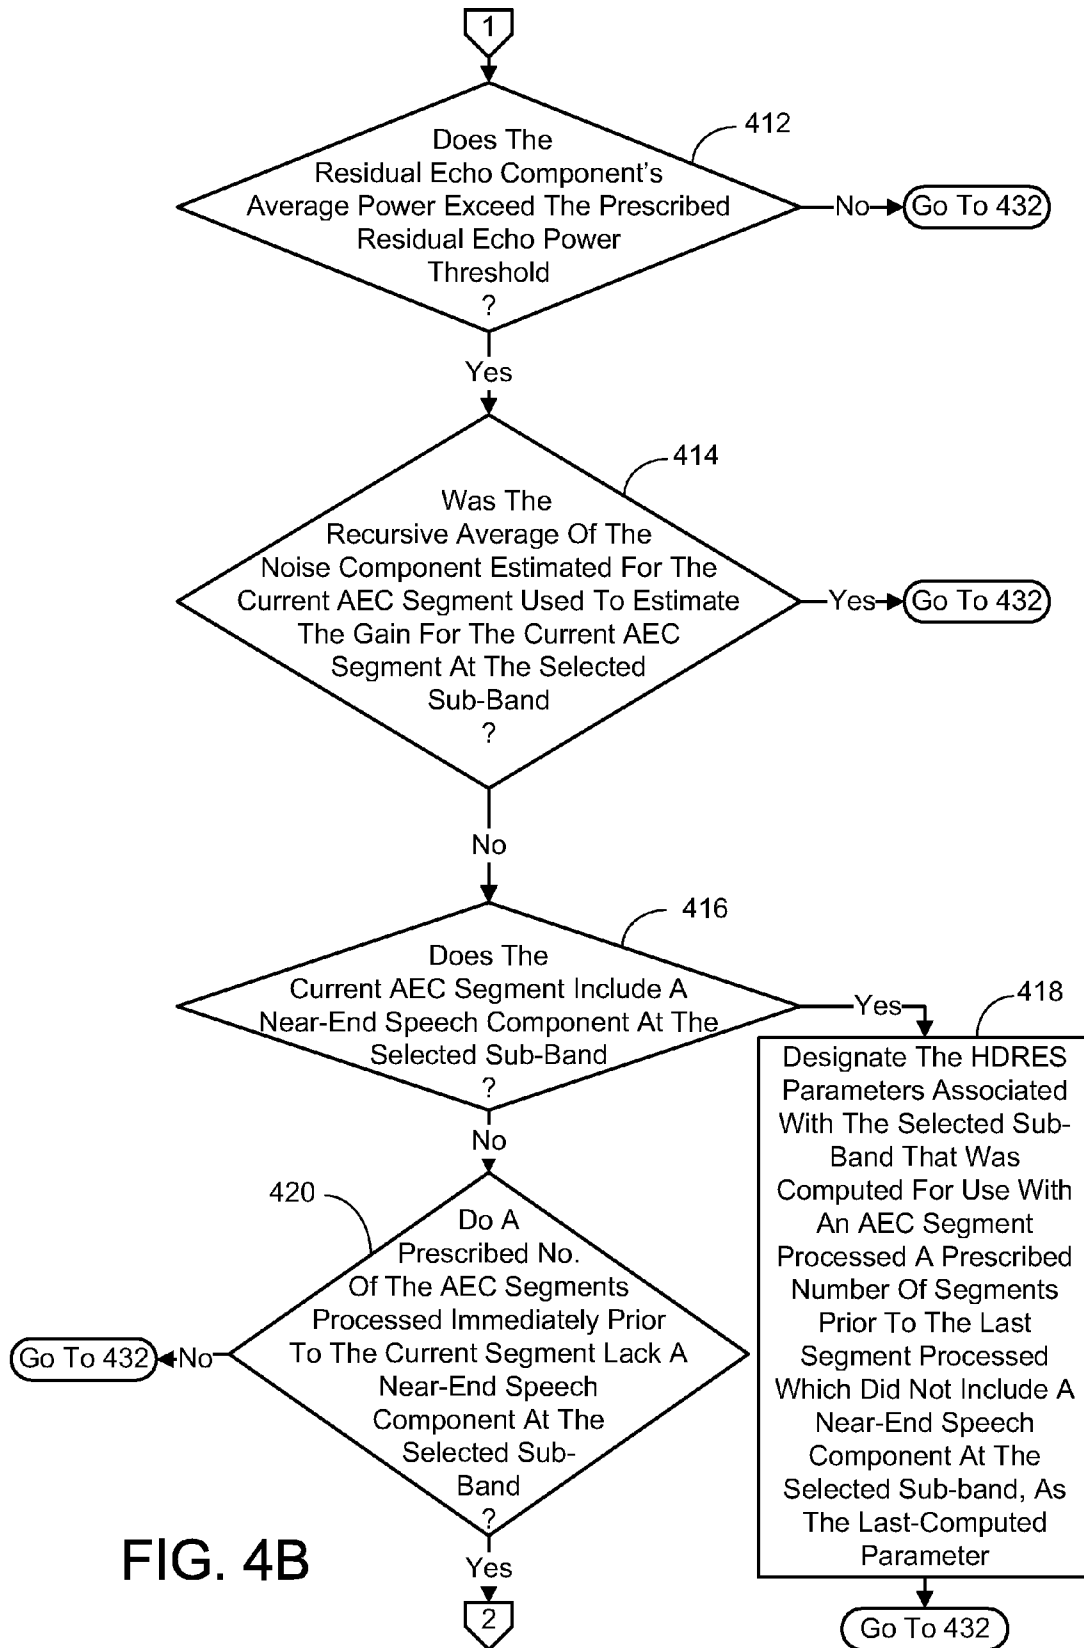 1
412
Does The
Residual Echo Component's
Average Power Exceed The Prescribed
Residual Echo Power
Threshold
?
No
Go To 432
Yes
414
Was The
Recursive Average Of The
Noise Component Estimated For The
Current AEC Segment Used To Estimate
The Gain For The Current AEC
Segment At The Selected
Sub-Band
?
Yes
Go To 432
No
416
Does The
Current AEC Segment Include A
Near-End Speech Component At The
Selected Sub-Band
?
Yes
418
Designate The HDRES
Parameters Associated
With The Selected Sub-
Band That Was
Computed For Use With
An AEC Segment
Processed A Prescribed
Number Of Segments
Prior To The Last
Segment Processed
Which Did Not Include A
Near-End Speech
Component At The
Selected Sub-band, As
The Last-Computed
Parameter
Go To 432
No
420
Do A
Prescribed No.
Of The AEC Segments
Processed Immediately Prior
To The Current Segment Lack A
Near-End Speech
Component At The
Selected Sub-
Band
?
No
Go To 432
Yes
2
FIG. 4B